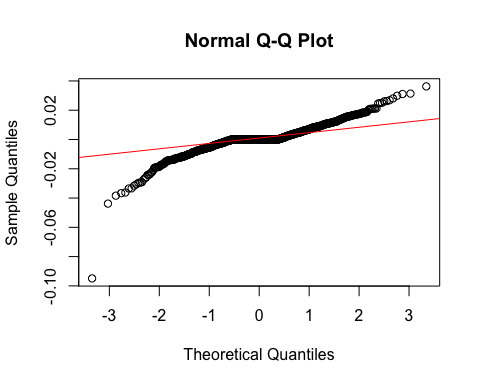 Normal Q-Q Plot
Sample Quantiles
0.02
-0.02
-0.06
-0.10
-3 -2 -1 0 1 2 3
Theoretical Quantiles